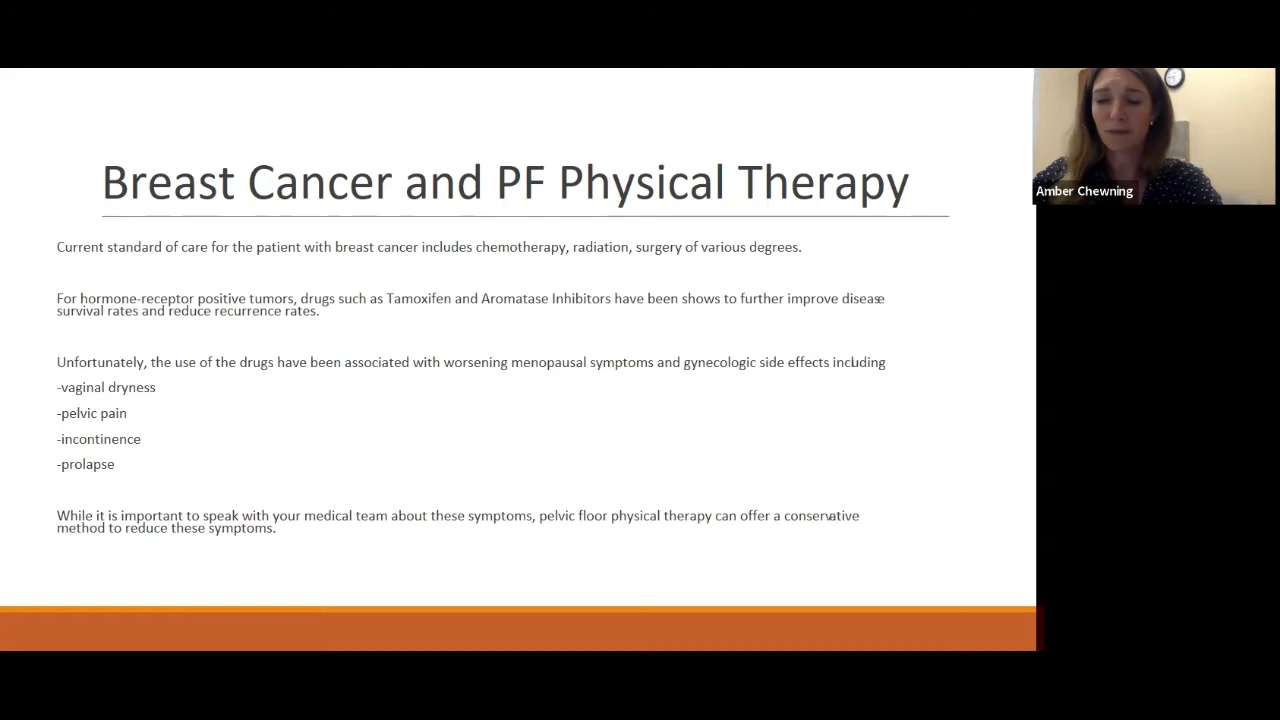 Breast Cancer and PF Physical Therapy
Current standard of care for the patient with breast cancer includes chemotherapy, radiation, surgery of various degrees.
For hormone-receptor positive tumors, drugs such as Tamoxifen and Aromatase Inhibitors have been shows to further improve disease
survival rates and reduce recurrence rates.
Unfortunately, the use of the drugs have been associated with worsening menopausal symptoms and gynecologic side effects including
-vaginal dryness
-pelvic pain
-incontinence
-prolapse
While it is important to speak with your medical team about these symptoms, pelvic floor physical therapy can offer a conservative
method to reduce these symptoms.
Amber Chewning